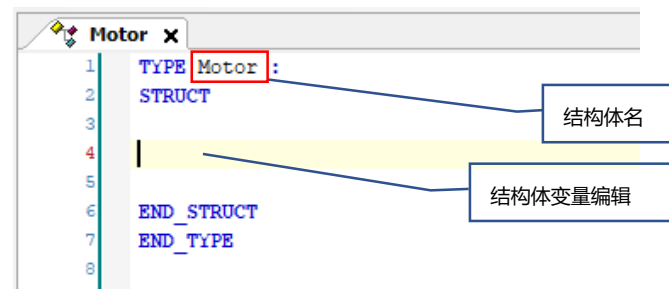 Motor x
1 TYPE Motor :
2 STRUCT
3
4
5
6 END_STRUCT
7 END_TYPE
8
结构体名
结构体变量编辑